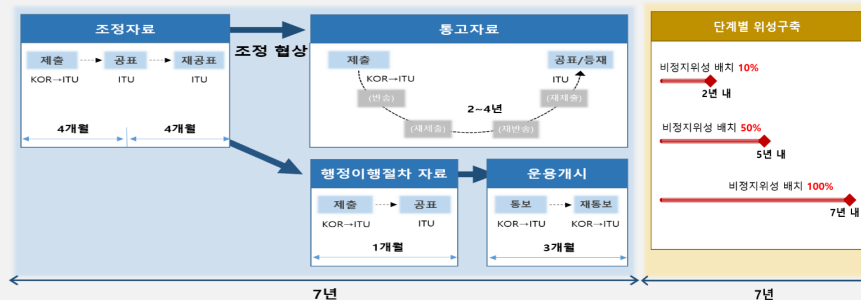 조정자료
제출 공표 재공표
KOR→ITU ITU ITU
4개월 4개월
조정 협상
통고자료
제출 공표/등재
KOR→ITU ITU
(반송) (재제출)
2~4년
(재제출) (재반송)
행정이행절차 자료
제출 공표
KOR→ITU ITU
1개월
운용개시
통보 재통보
KOR→ITU KOR→ITU
3개월
7년
단계별 위성구축
비정지위성 배치 10%
2년 내
비정지위성 배치 50%
5년 내
비정지위성 배치 100%
7년 내
7년